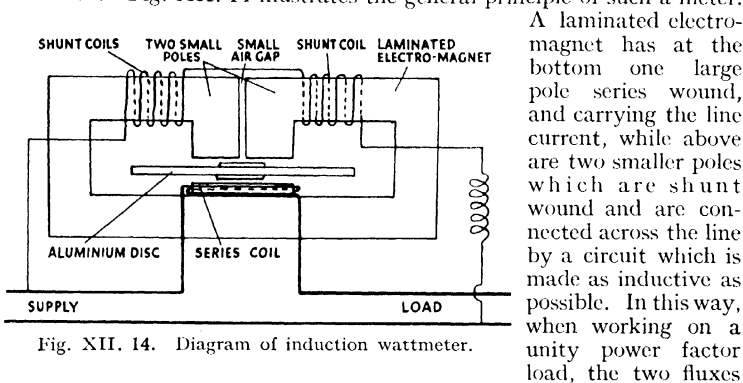 Fig. XII. 14 illustrates the general principle of such a meter.
A laminated electro-
magnet has at the
bottom one large
pole series wound,
and carrying the line
current, while above
are two smaller poles
which are shunt
wound and are con-
nected across the line
by a circuit which is
made as inductive as
possible. In this way,
when working on a
unity power factor
load, the two fluxes
SHUNT COILS
TWO SMALL
POLES
SMALL
AIR GAP
SHUNT COIL
LAMINATED
ELECTRO-MAGNET
ALUMINIUM DISC
SERIES COIL
SUPPLY
LOAD
Fig. XII. 14. Diagram of induction wattmeter.